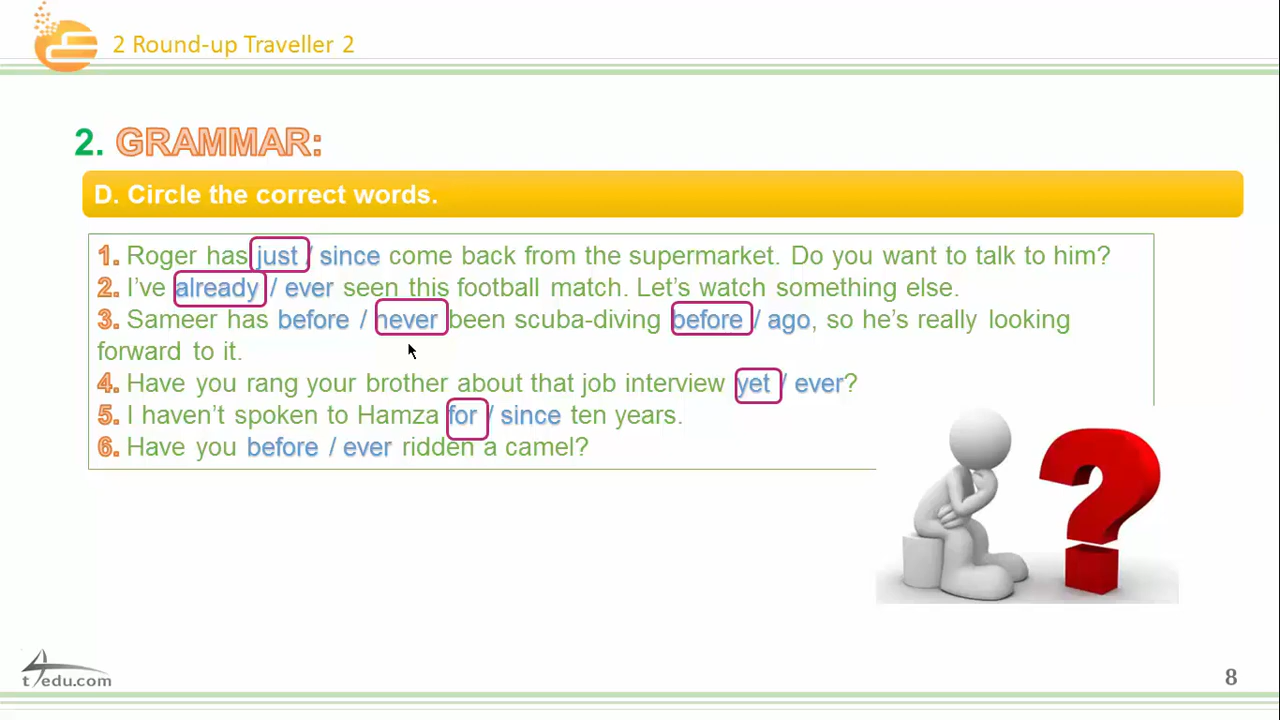 2 Round-up Traveller 2
2. GRAMMAR:
D. Circle the correct words.
1. Roger has just / since come back from the supermarket. Do you want to talk to him?
2. I’ve already / ever seen this football match. Let’s watch something else.
3. Sameer has before / never been scuba-diving before / ago, so he’s really looking
forward to it.
4. Have you rang your brother about that job interview yet / ever?
5. I haven’t spoken to Hamza for / since ten years.
6. Have you before / ever ridden a camel?
t4edu.com
8